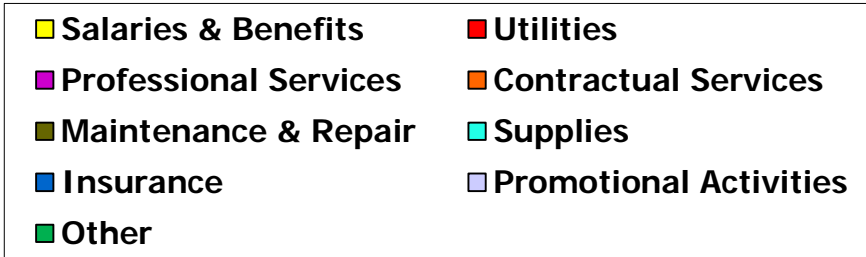 Salaries & Benefits Utilities
Professional Services Contractual Services
Maintenance & Repair Supplies
Insurance Promotional Activities
Other